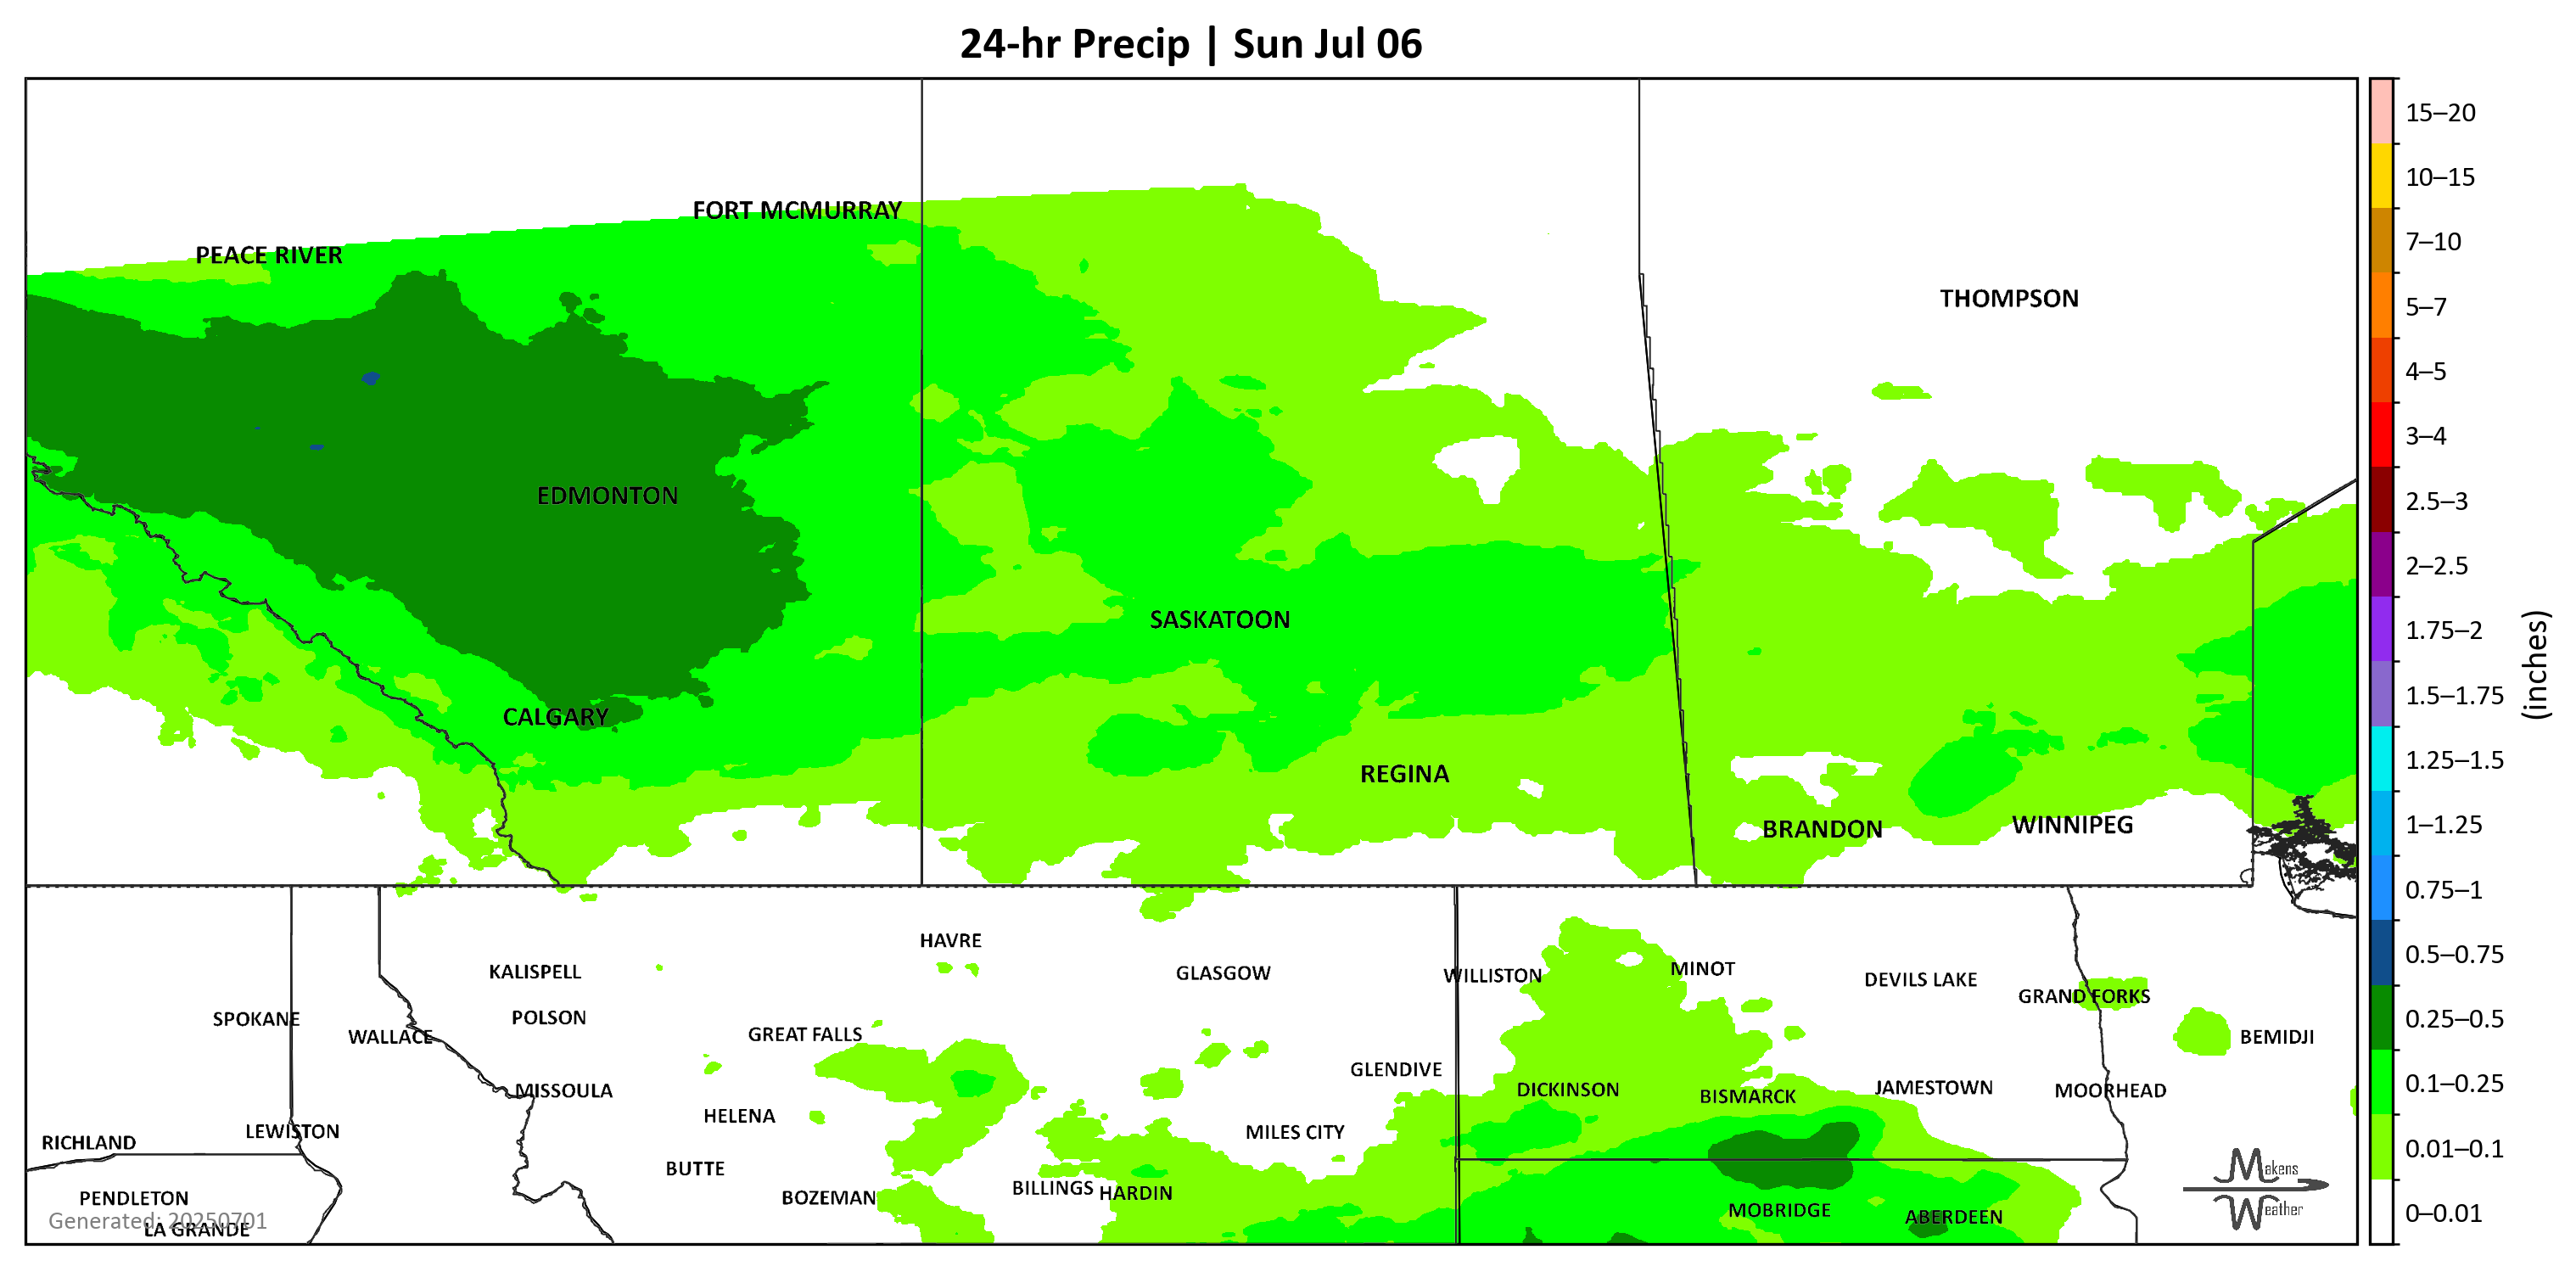 24-hr Precip | Sun Jul 06
FORT MCMURRAY
PEACE RIVER
THOMPSON
EDMONTON
SASKATOON
CALGARY
REGINA
BRANDON
WINNIPEG
HAVRE
KALISPELL
GLASGOW
WILLISTON
MINOT
DEVILS LAKE
GRAND FORKS
SPOKANE
POLSON
WALLACE
GREAT FALLS
BEMIDJI
GLENDIVE
MISSOULA
DICKINSON
BISMARCK
JAMESTOWN
MOORHEAD
HELENA
LEWISTON
MILES CITY
RICHLAND
BUTTE
BILLINGS
HARDIN
BOZEMAN
PENDLETON
MOBRIDGE
ABERDEEN
Generated: 20250701
LA GRANDE
Makens
Weather
15–20
10–15
7–10
5–7
4–5
3–4
2.5–3
2–2.5
1.75–2
1.5–1.75
1.25–1.5
1–1.25
0.75–1
0.5–0.75
0.25–0.5
0.1–0.25
0.01–0.1
0–0.01
(inches)